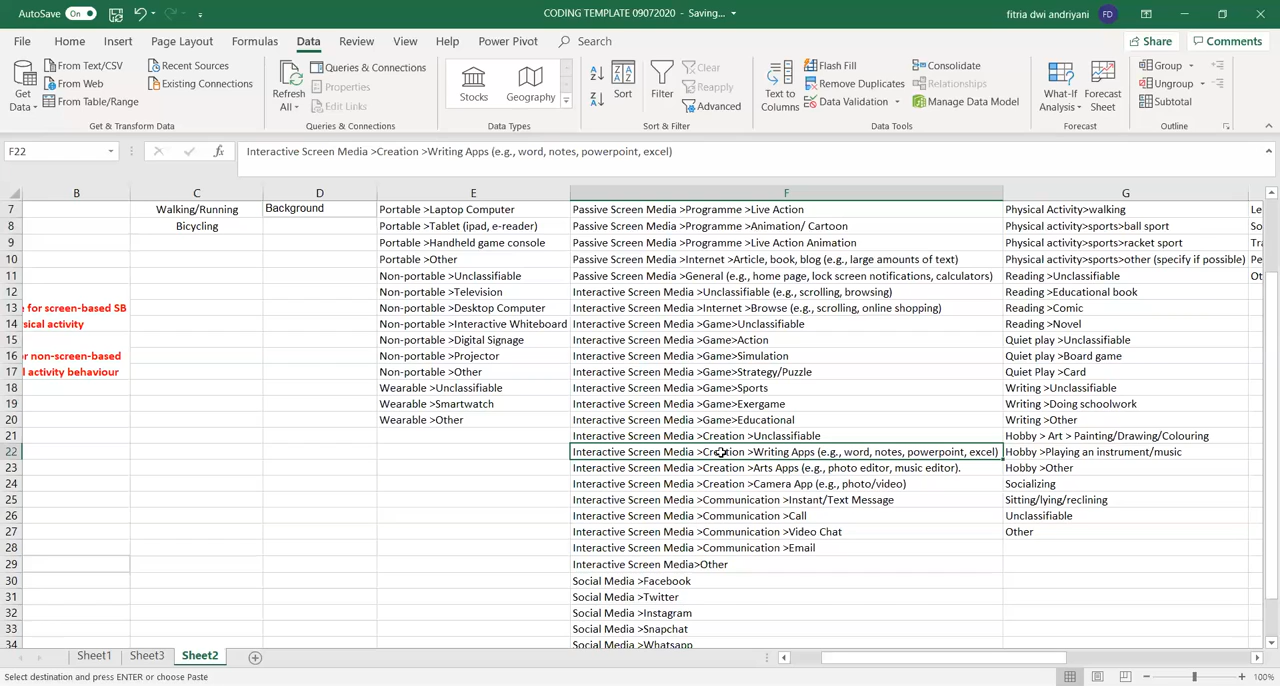 AutoSave On
CODING TEMPLATE 09072020 - Saving...
fitria dwi andriyani FD
File Home Insert Page Layout Formulas Data Review View Help Power Pivot Search Share Comments
Get Data
From Text/CSV
From Web
From Table/Range
Recent Sources
Existing Connections
Get & Transform Data
Refresh All
Queries & Connections
Properties
Edit Links
Queries & Connections
Stocks
Geography
Data Types
Sort
Filter
Clear
Reapply
Advanced
Sort & Filter
Text to Columns
Flash Fill
Remove Duplicates
Data Validation
Consolidate
Relationships
Manage Data Model
Data Tools
What-If Analysis
Forecast Sheet
Forecast
Group
Ungroup
Subtotal
Outline
F22 fx Interactive Screen Media >Creation >Writing Apps (e.g., word, notes, powerpoint, excel)
B C D E F G
7 Walking/Running Background Portable >Laptop Computer Passive Screen Media >Programme >Live Action Physical Activity>walking Le
8 Bicycling Portable >Tablet (ipad, e-reader) Passive Screen Media >Programme >Animation/ Cartoon Physical activity>sports>ball sport So
9 Portable >Handheld game console Passive Screen Media >Programme >Live Action Animation Physical activity>sports>racket sport Tra
10 Portable >Other Passive Screen Media >Internet >Article, book, blog (e.g., large amounts of text) Physical activity>sports>other (specify if possible) Pe
11 Non-portable >Unclassifiable Passive Screen Media >General (e.g., home page, lock screen notifications, calculators) Reading >Unclassifiable Ot
12 Non-portable >Television Interactive Screen Media >Unclassifiable (e.g., scrolling, browsing) Reading >Educational book
13 e for screen-based SB Non-portable >Desktop Computer Interactive Screen Media >Internet >Browse (e.g., scrolling, online shopping) Reading >Comic
14 ysical activity Non-portable >Interactive Whiteboard Interactive Screen Media >Game>Unclassifiable Reading >Novel
15 Non-portable >Digital Signage Interactive Screen Media >Game>Action Quiet play >Unclassifiable
16 or non-screen-based Non-portable >Projector Interactive Screen Media >Game>Simulation Quiet play >Board game
17 l activity behaviour Non-portable >Other Interactive Screen Media >Game>Strategy/Puzzle Quiet Play >Card
18 Wearable >Unclassifiable Interactive Screen Media >Game>Sports Writing >Unclassifiable
19 Wearable >Smartwatch Interactive Screen Media >Game>Exergame Writing >Doing schoolwork
20 Wearable >Other Interactive Screen Media >Game>Educational Writing >Other
21 Interactive Screen Media >Creation >Unclassifiable Hobby > Art > Painting/Drawing/Colouring
22 Interactive Screen Media >Creation >Writing Apps (e.g., word, notes, powerpoint, excel) Hobby >Playing an instrument/music
23 Interactive Screen Media >Creation >Arts Apps (e.g., photo editor, music editor). Hobby >Other
24 Interactive Screen Media >Creation >Camera App (e.g., photo/video) Socializing
25 Interactive Screen Media >Communication >Instant/Text Message Sitting/lying/reclining
26 Interactive Screen Media >Communication >Call Unclassifiable
27 Interactive Screen Media >Communication >Video Chat Other
28 Interactive Screen Media >Communication >Email
29 Interactive Screen Media>Other
30 Social Media >Facebook
31 Social Media >Twitter
32 Social Media >Instagram
33 Social Media >Snapchat
34 Social Media >Whatsapp
Sheet1 Sheet3 Sheet2
Select destination and press ENTER or choose Paste
100%